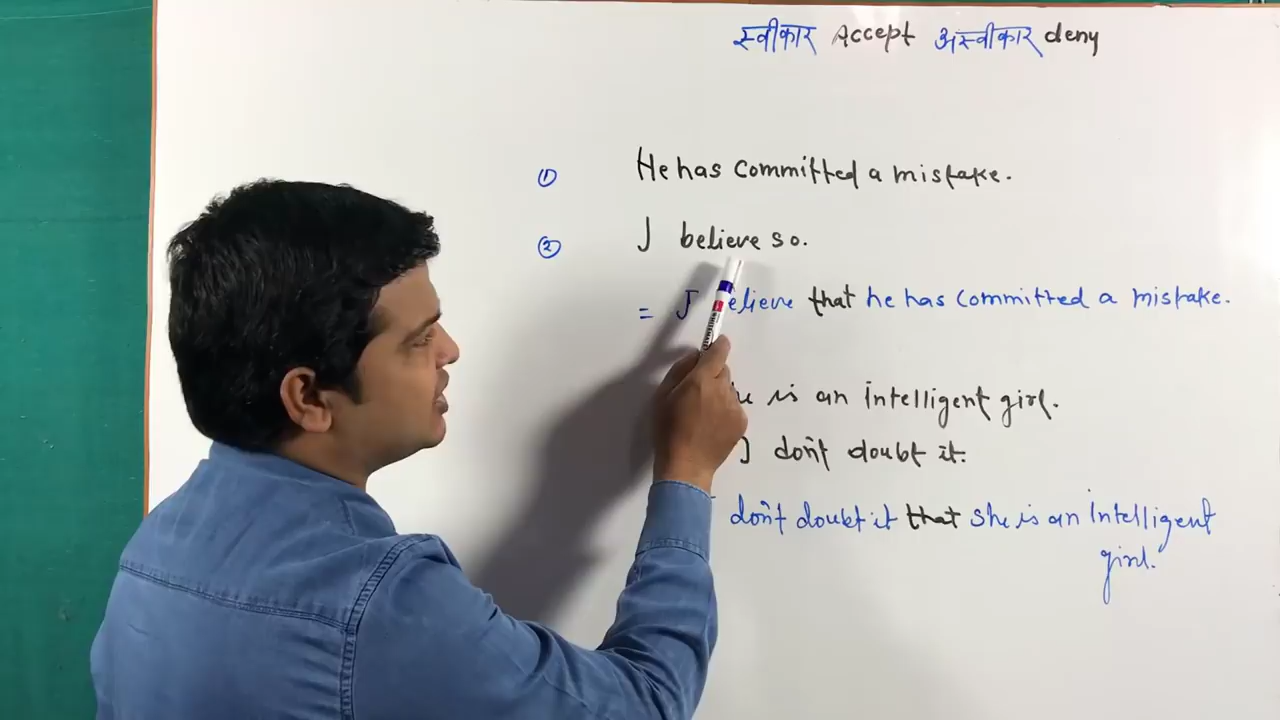 स्वीकार Accept अस्वीकार deny
① He has committed a mistake.
② I believe so.
= I believe that he has committed a mistake.
is an intelligent girl.
I don't doubt it.
don't doubt it that she is an intelligent
girl.